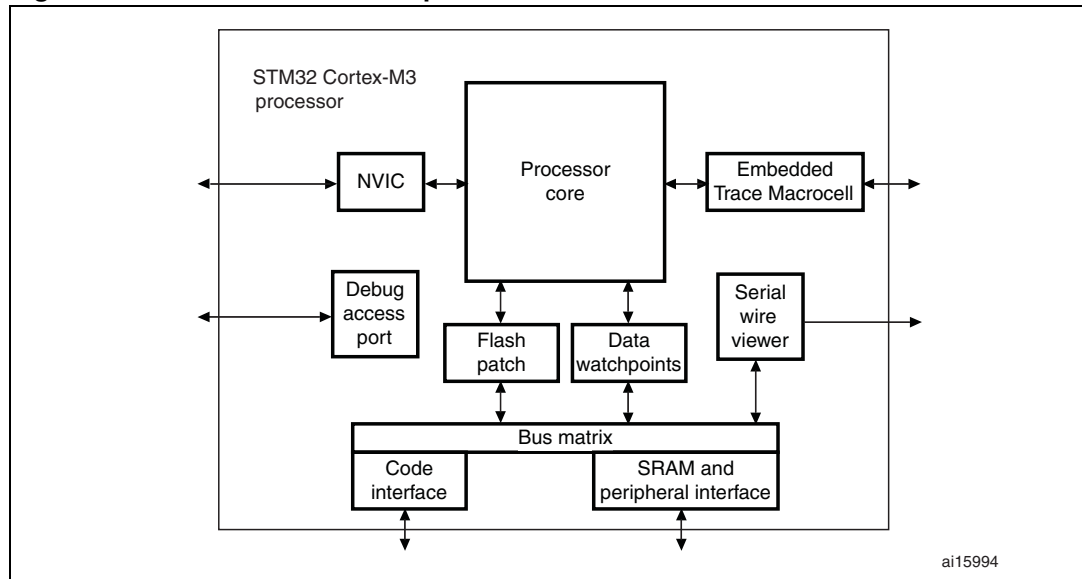 STM32 Cortex-M3
processor
NVIC
Processor
core
Embedded
Trace Macrocell
Debug
access
port
Flash
patch
Data
watchpoints
Serial
wire
viewer
Bus matrix
Code
interface
SRAM and
peripheral interface
ai15994